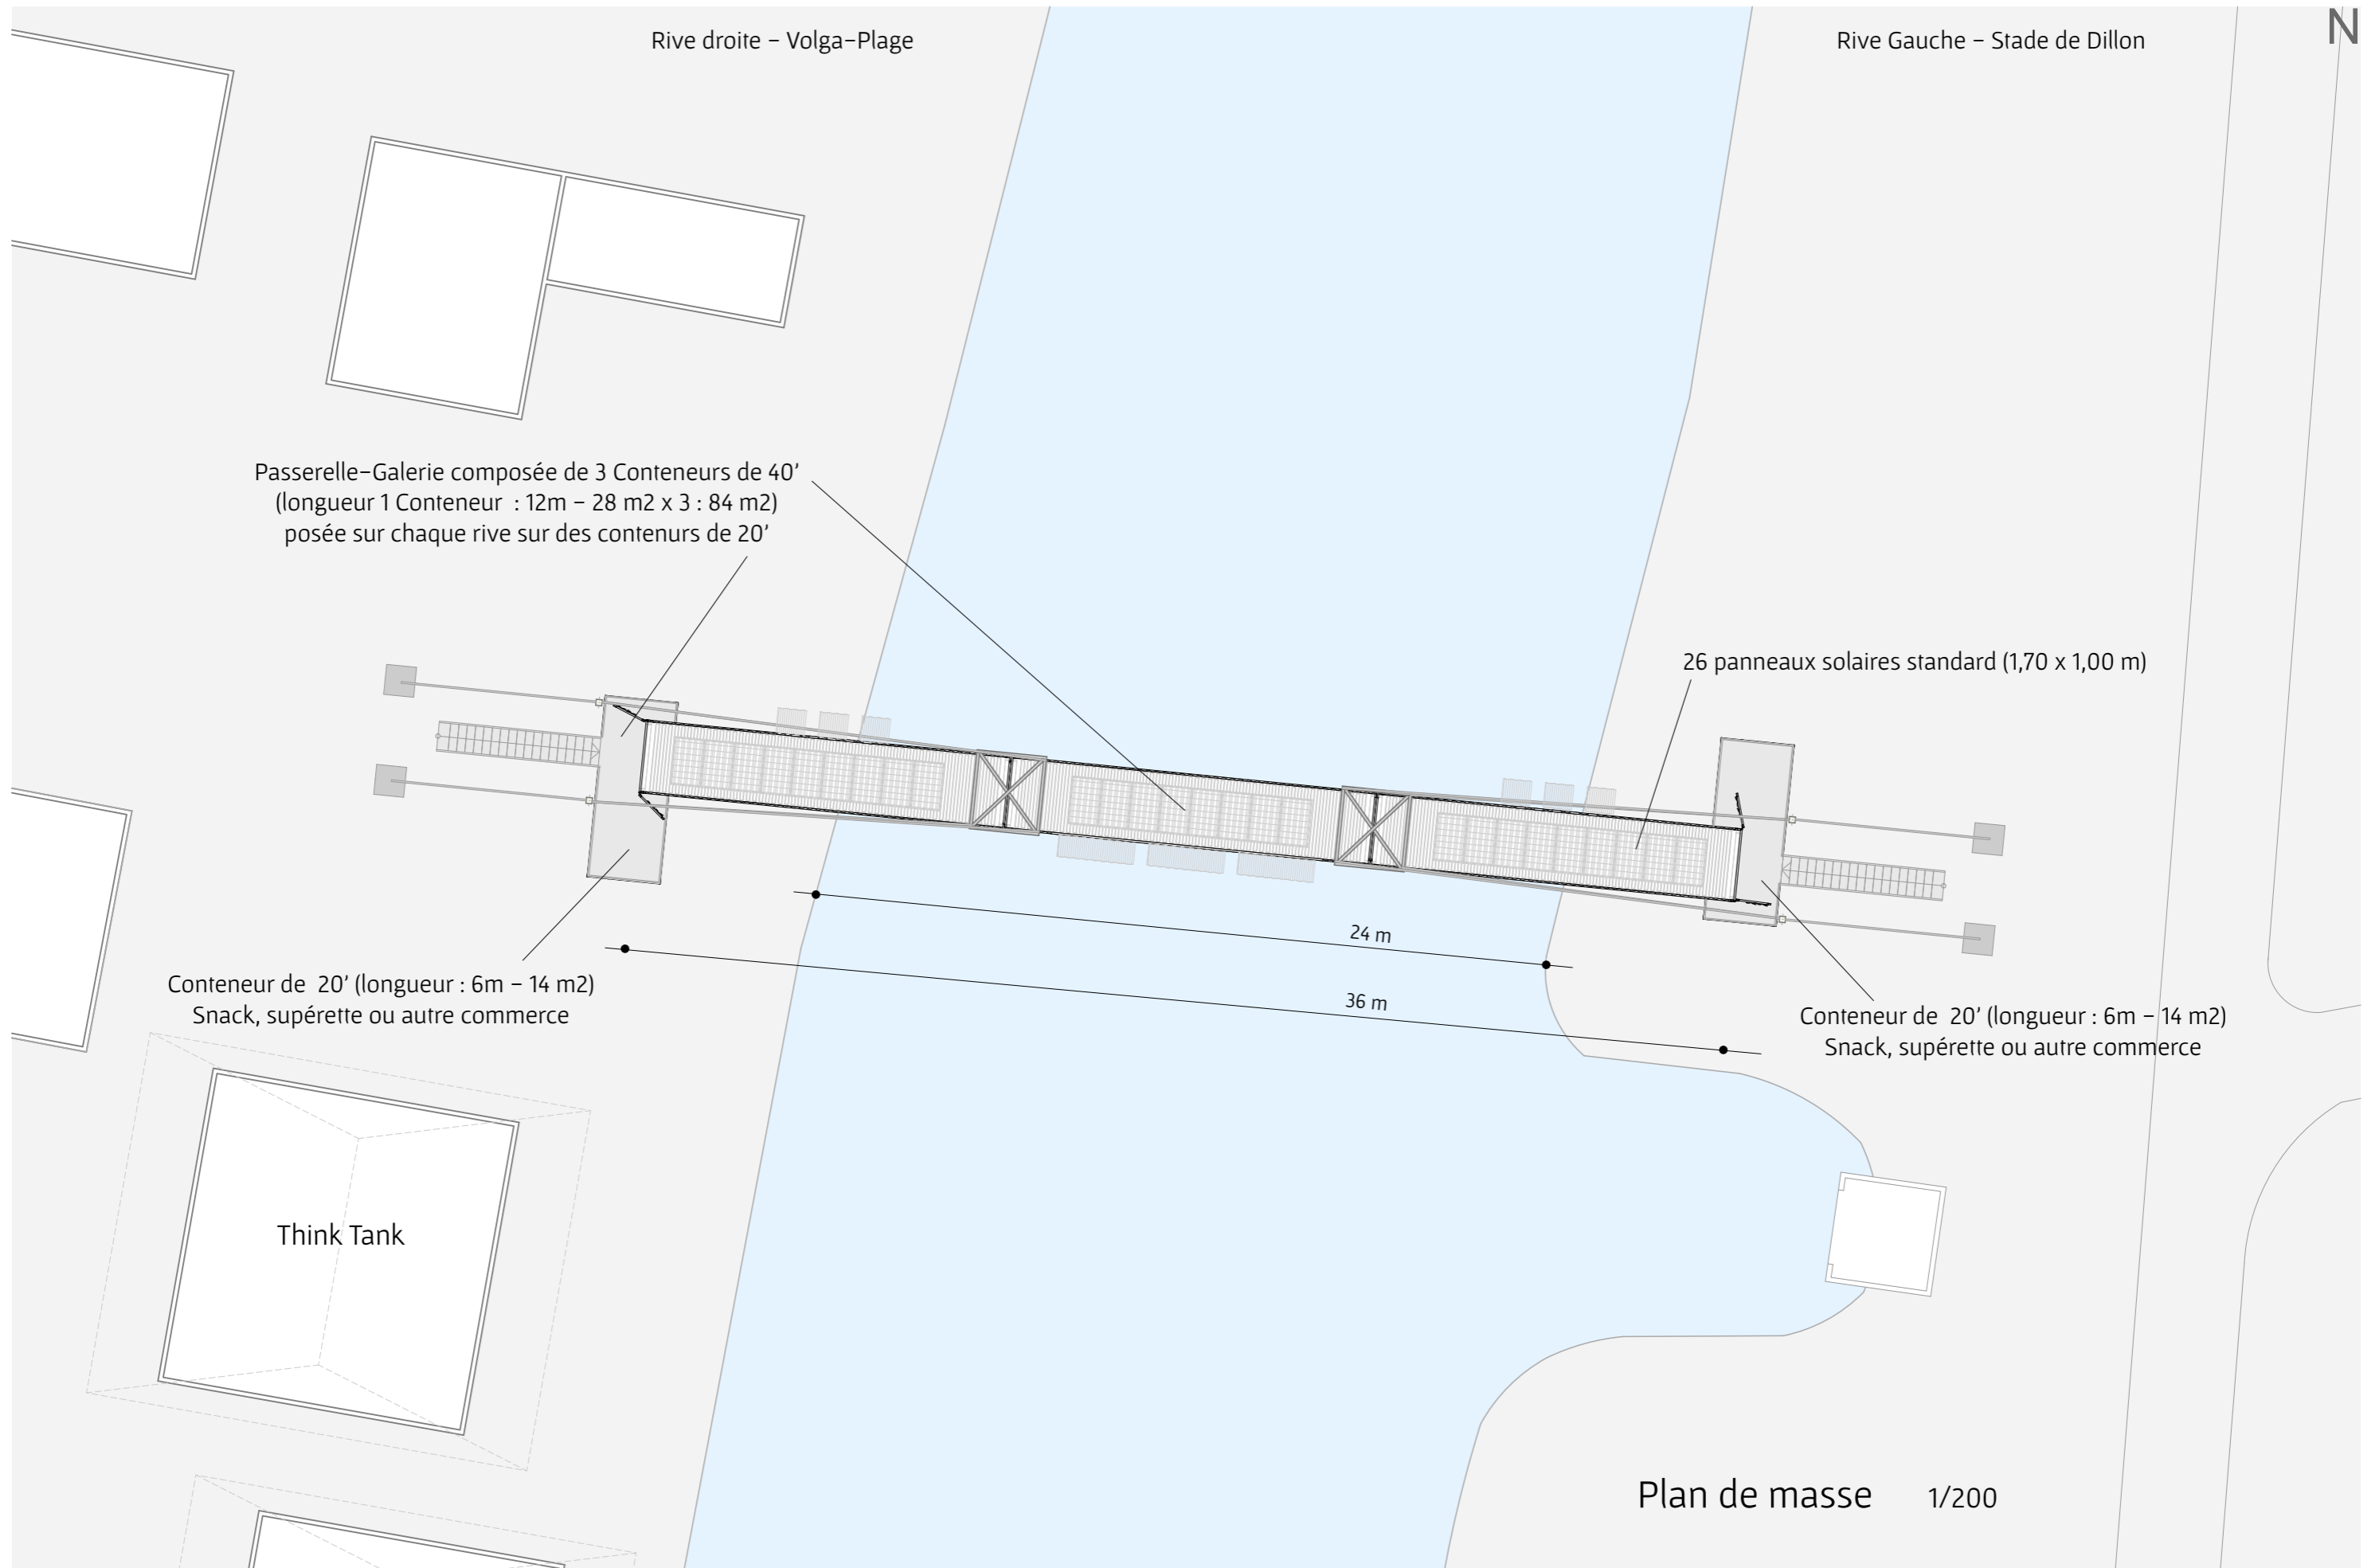 Rive droite – Volga-Plage
Rive Gauche – Stade de Dillon
N
Passerelle-Galerie composée de 3 Conteneurs de 40’
(longueur 1 Conteneur : 12m – 28 m2 x 3 : 84 m2)
posée sur chaque rive sur des contenurs de 20’
26 panneaux solaires standard (1,70 x 1,00 m)
24 m
36 m
Conteneur de 20’ (longueur : 6m – 14 m2)
Snack, supérette ou autre commerce
Conteneur de 20’ (longueur : 6m – 14 m2)
Snack, supérette ou autre commerce
Think Tank
Plan de masse 1/200